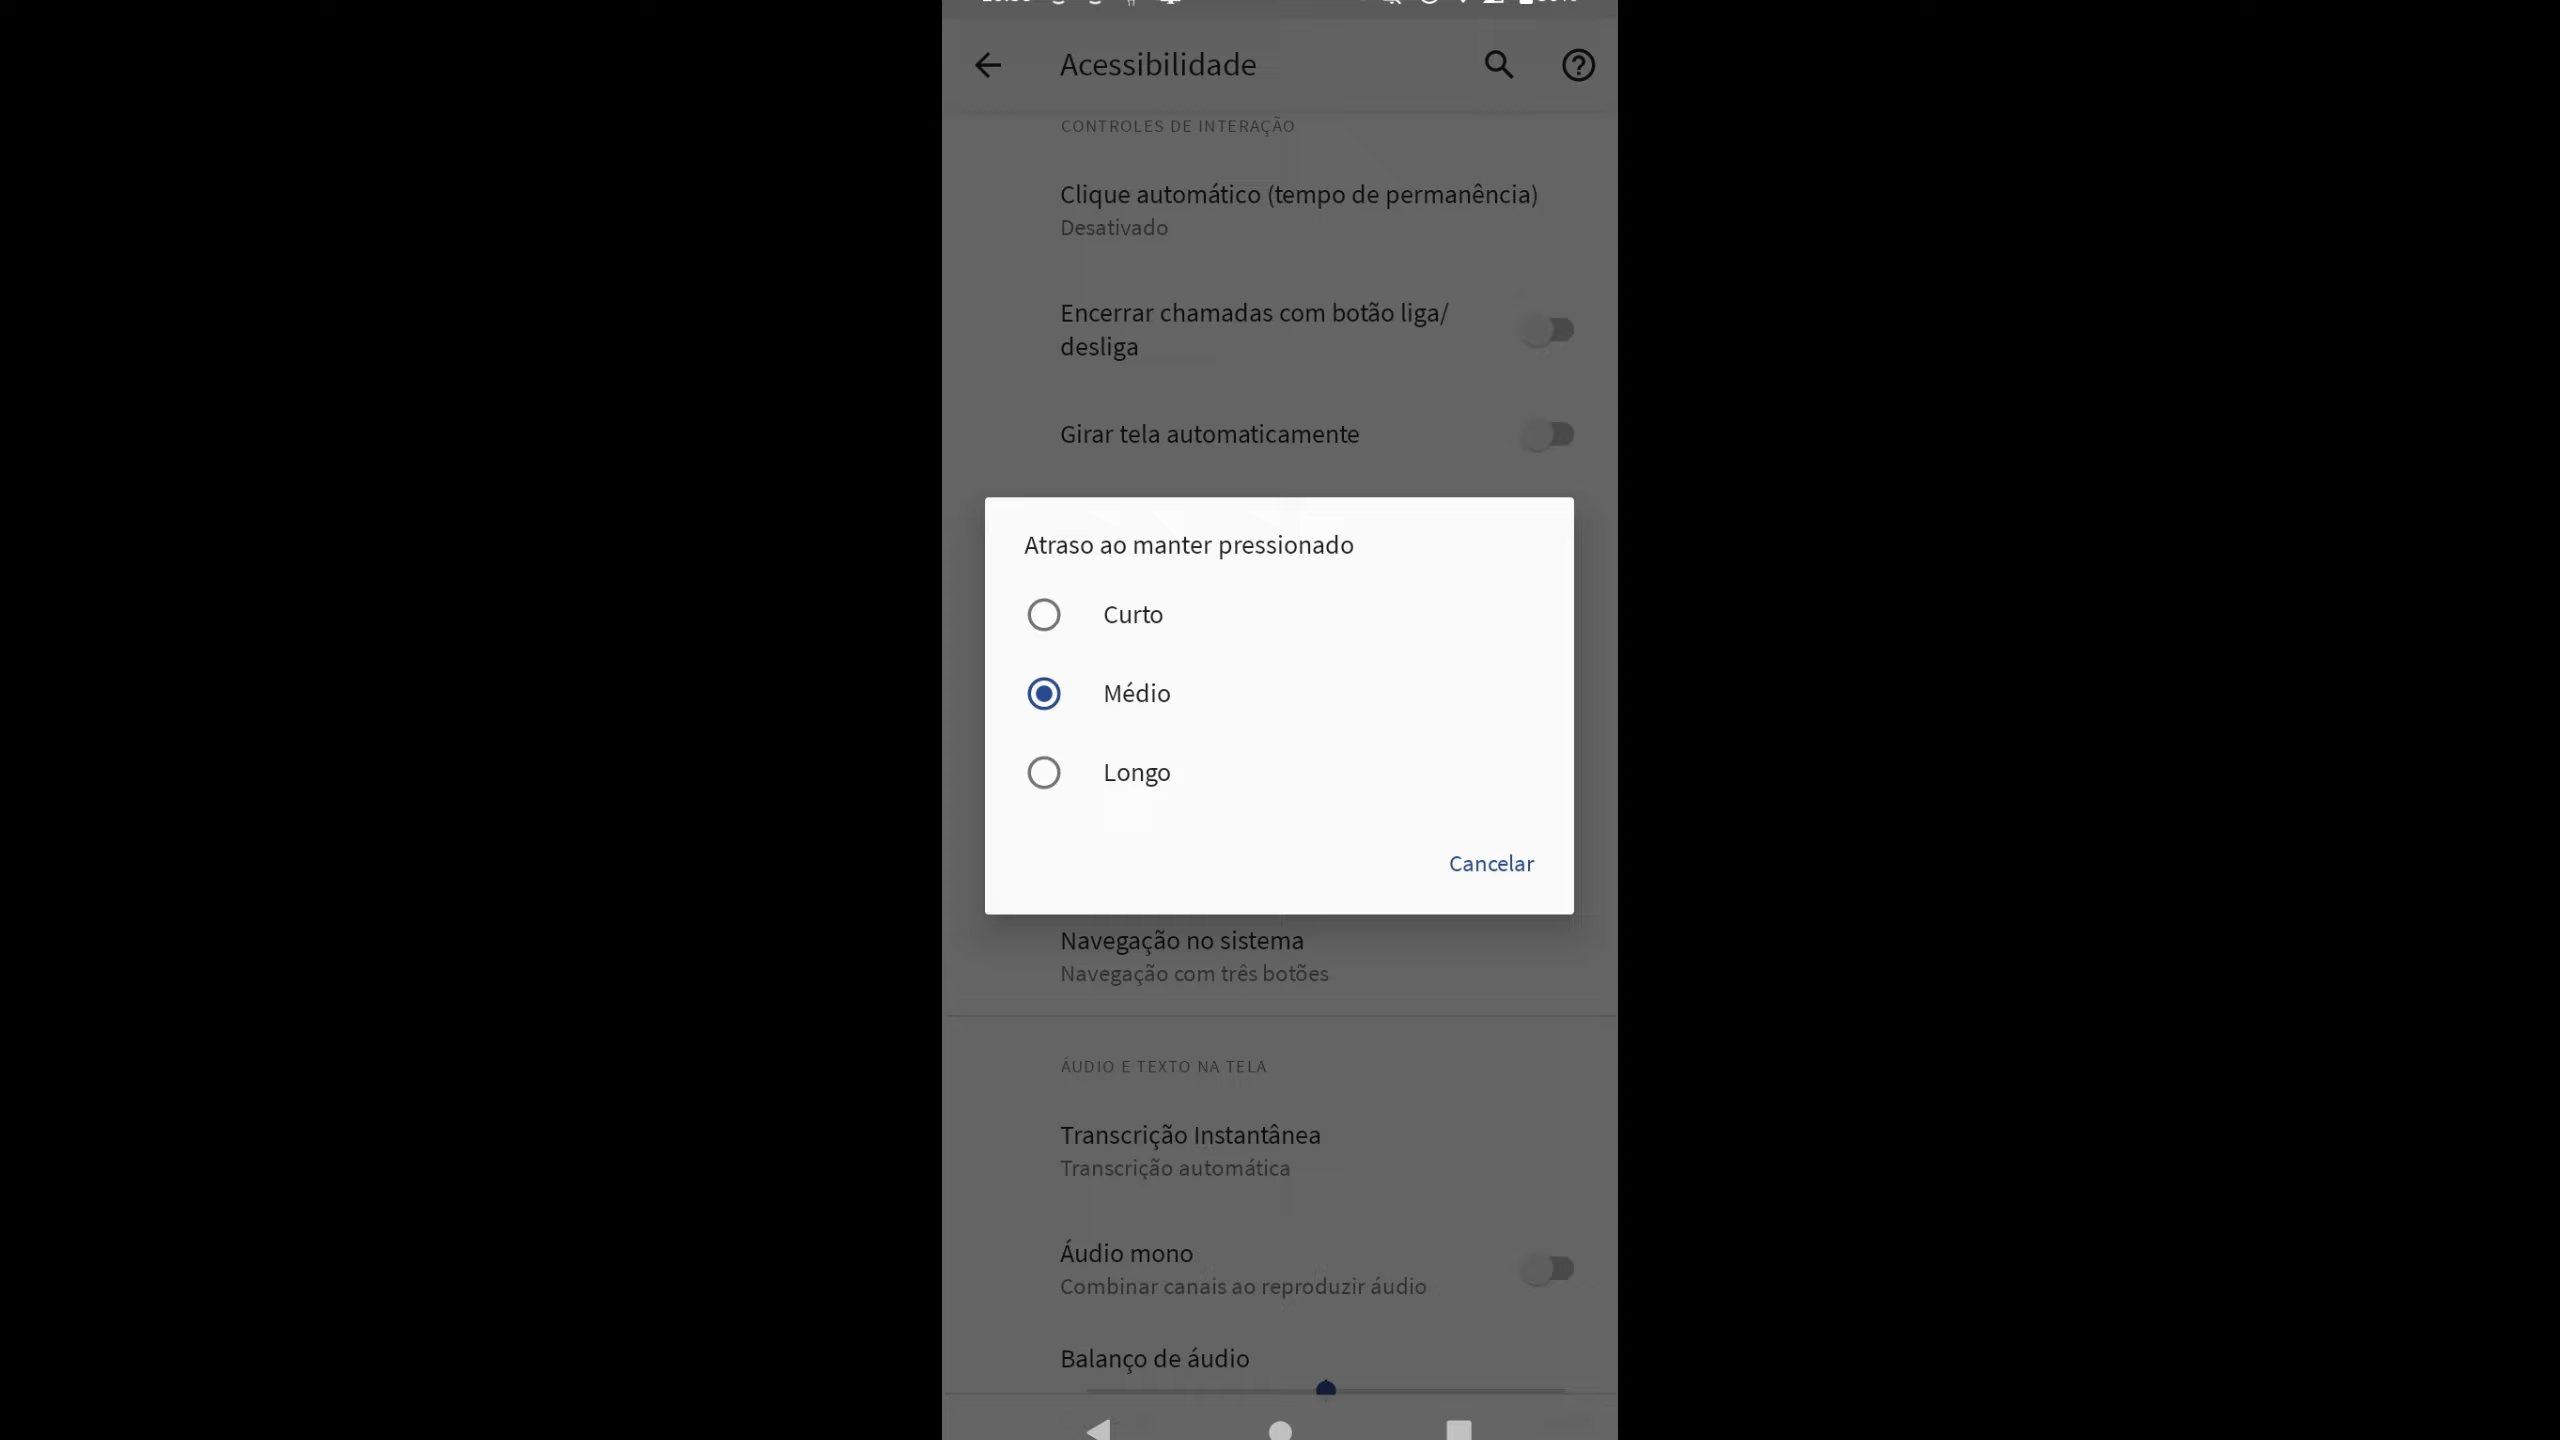 Acessibilidade
CONTROLES DE INTERAÇÃO
Clique automático (tempo de permanência)
Desativado
Encerrar chamadas com botão liga/
desliga
Girar tela automaticamente
Atraso ao manter pressionado
Curto
Médio
Longo
Cancelar
Navegação no sistema
Navegação com três botões
ÁUDIO E TEXTO NA TELA
Transcrição Instantânea
Transcrição automática
Áudio mono
Combinar canais ao reproduzir áudio
Balanço de áudio